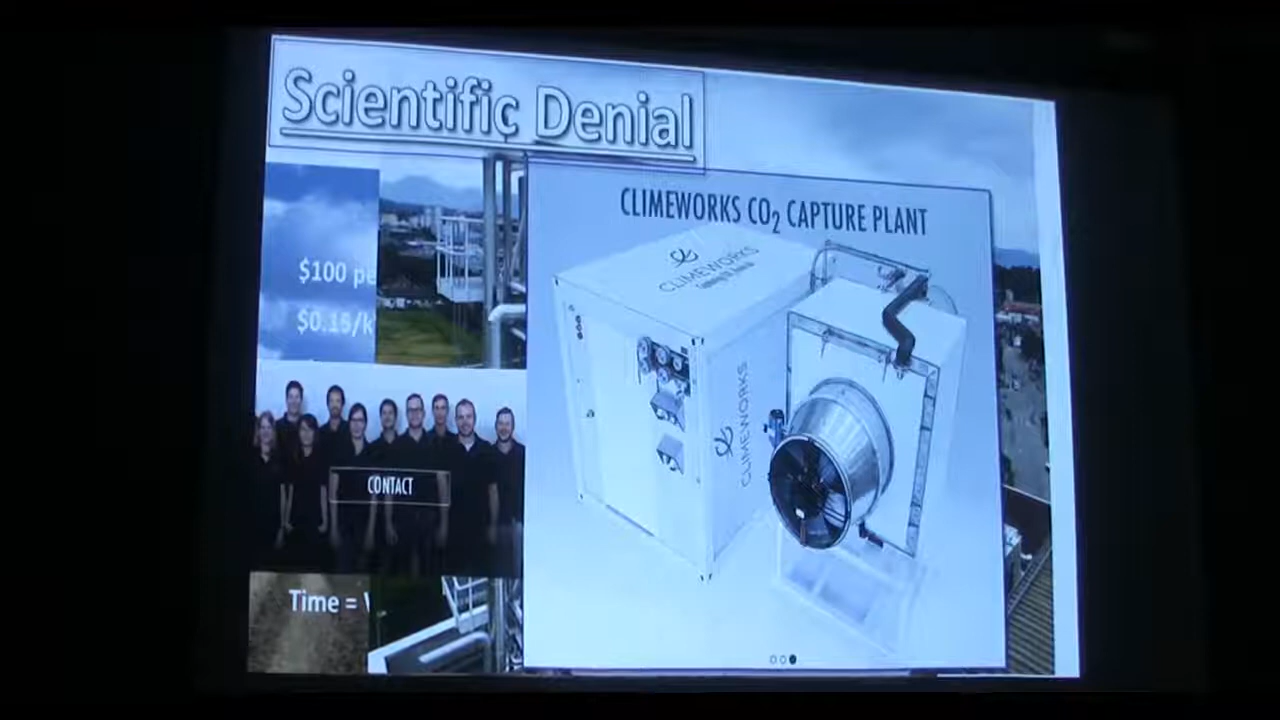 Scientific Denial
CLIMEWORKS CO₂ CAPTURE PLANT
CLIMEWORKS
$100 pe
$0.15/k
CLIMEWORKS
CONTACT
Time =